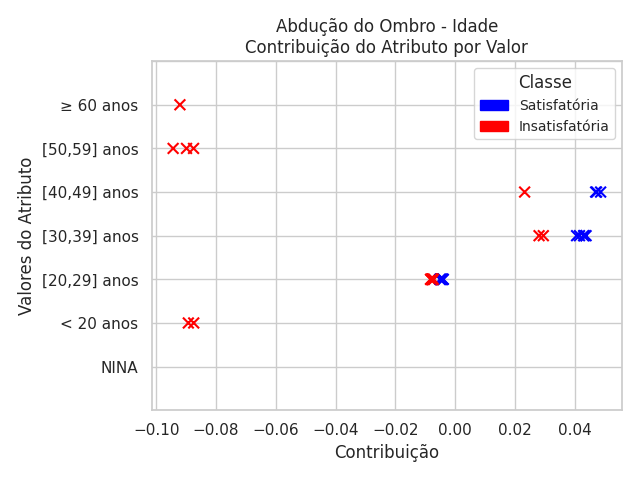 Abdução do Ombro - Idade
Contribuição do Atributo por Valor
Classe
Satisfatória
Insatisfatória
Valores do Atributo
≥ 60 anos
[50,59] anos
[40,49] anos
[30,39] anos
[20,29] anos
< 20 anos
NINA
−0.10 −0.08 −0.06 −0.04 −0.02 0.00 0.02 0.04
Contribuição